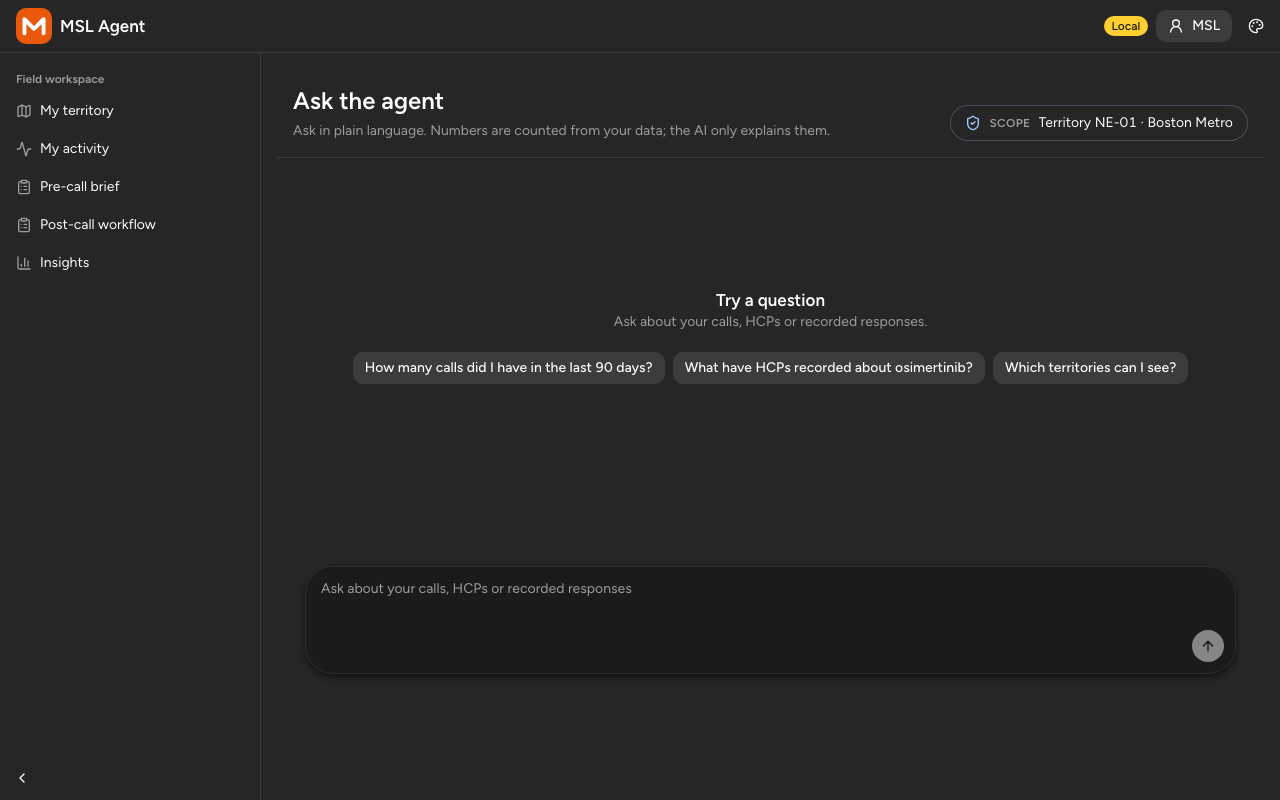 MSL Agent
Local
MSL
Field workspace
My territory
My activity
Pre-call brief
Post-call workflow
Insights
Ask the agent
Ask in plain language. Numbers are counted from your data; the AI only explains them.
SCOPE Territory NE-01 · Boston Metro
Try a question
Ask about your calls, HCPs or recorded responses.
How many calls did I have in the last 90 days?
What have HCPs recorded about osimertinib?
Which territories can I see?
Ask about your calls, HCPs or recorded responses